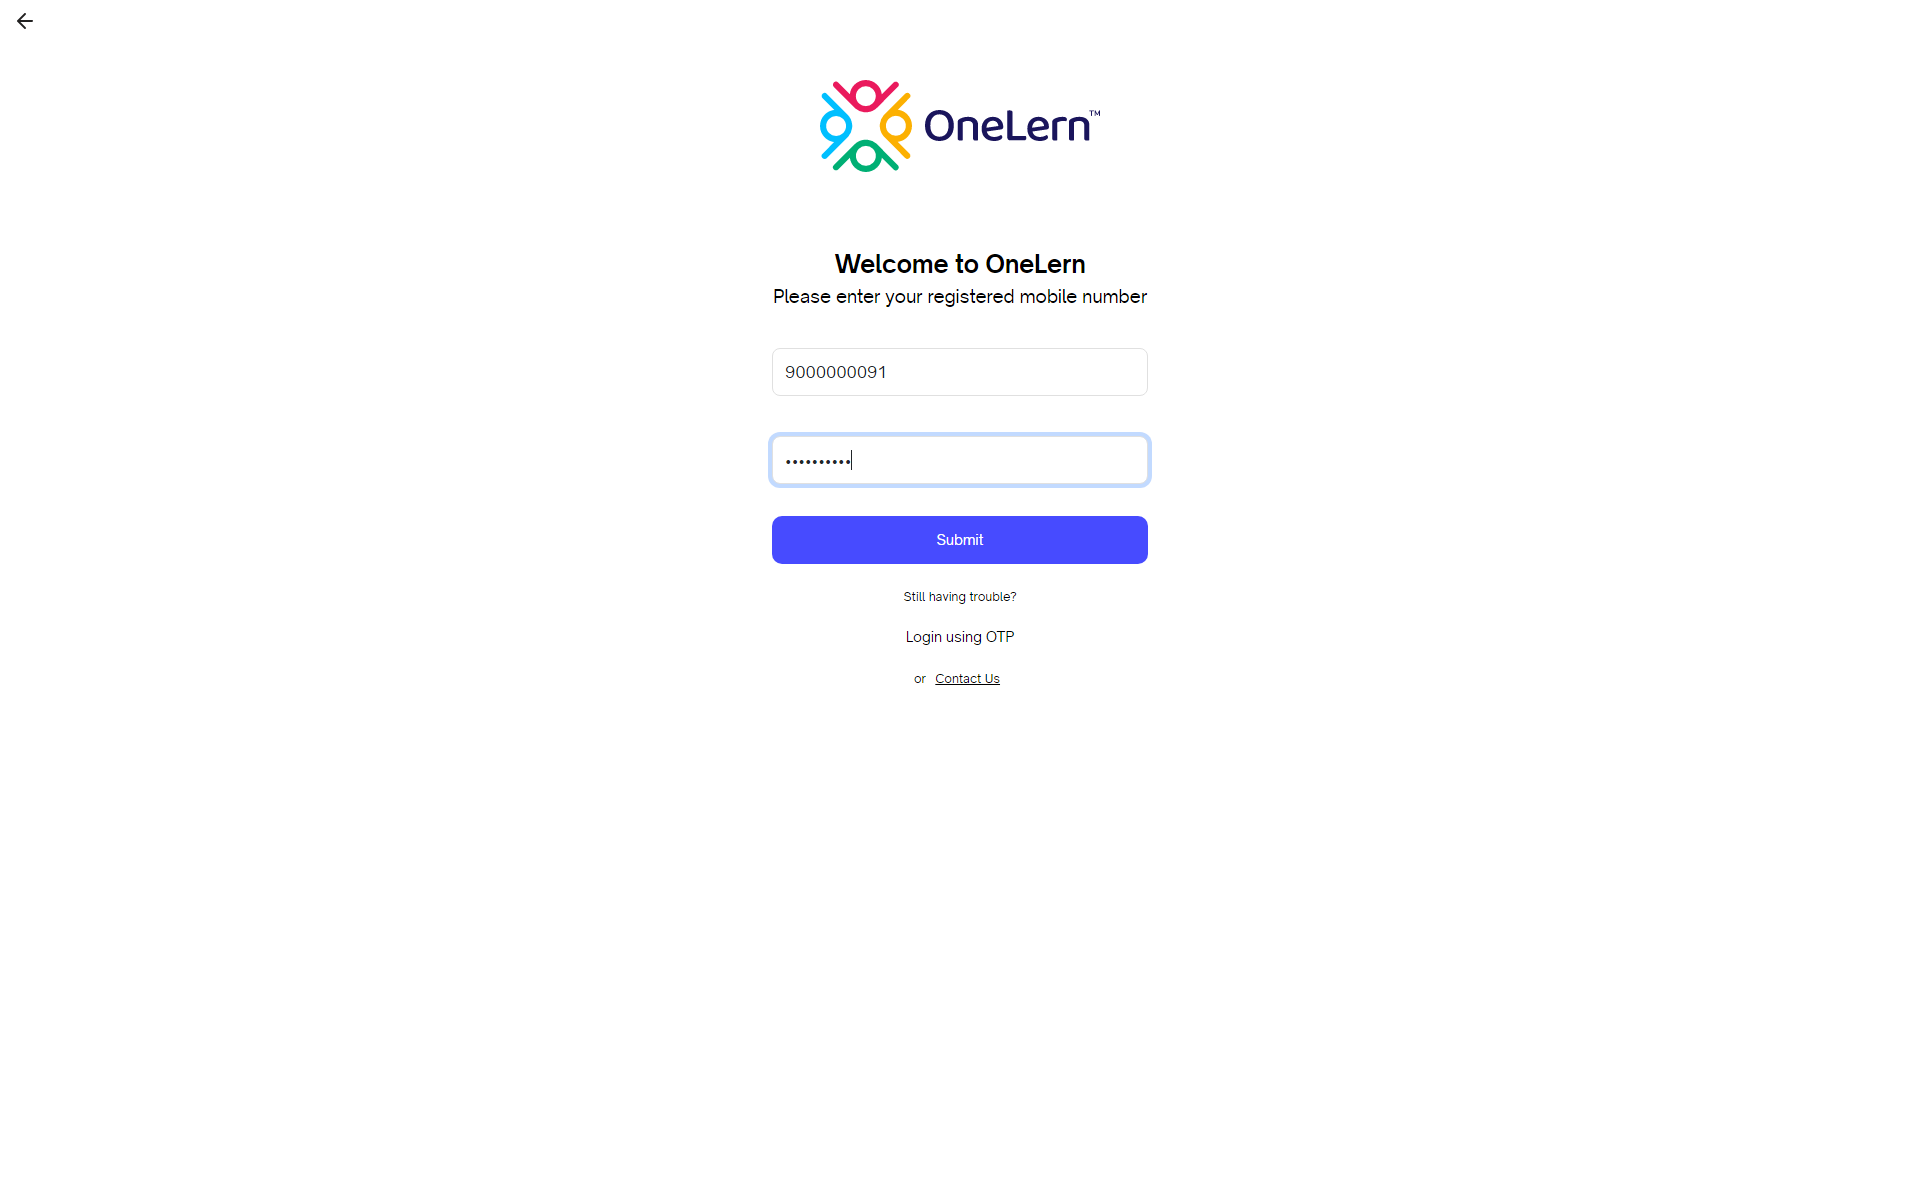 OneLern™
Welcome to OneLern
Please enter your registered mobile number
9000000091
••••••••••
Submit
Still having trouble?
Login using OTP
or Contact Us